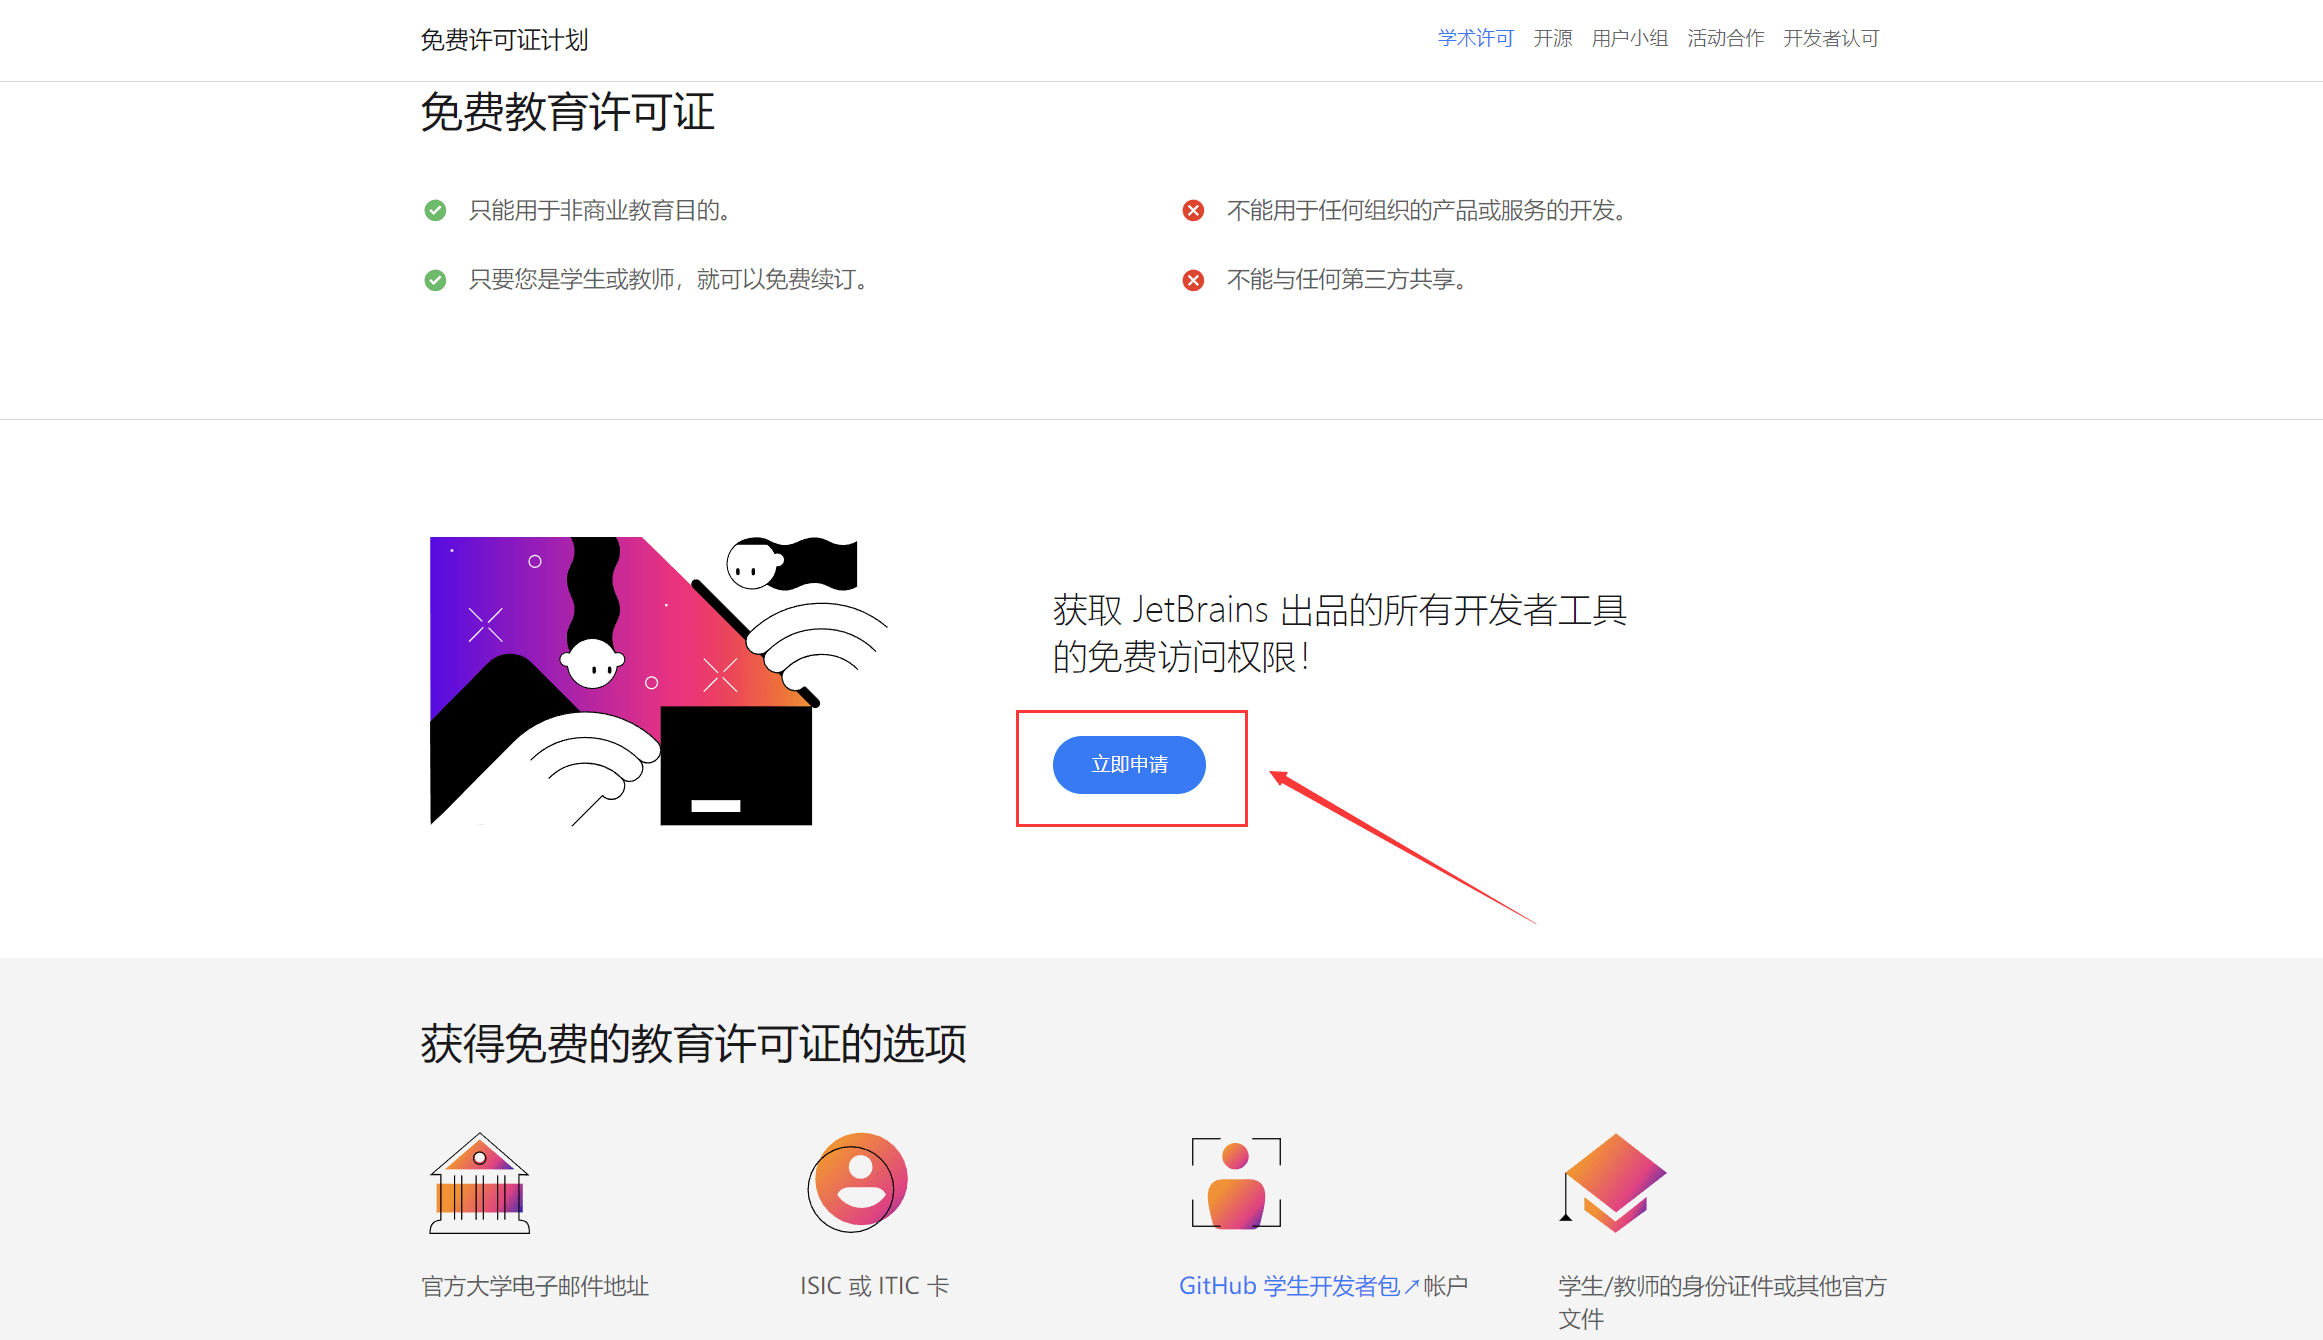 免费许可证计划
学术许可 开源 用户小组 活动合作 开发者认可
免费教育许可证
只能用于非商业教育目的。
不能用于任何组织的产品或服务的开发。
只要您是学生或教师，就可以免费续订。
不能与任何第三方共享。
获取 JetBrains 出品的所有开发者工具
的免费访问权限！
立即申请
获得免费的教育许可证的选项
官方大学电子邮件地址
ISIC 或 ITIC 卡
GitHub 学生开发者包↗帐户
学生/教师的身份证件或其他官方
文件